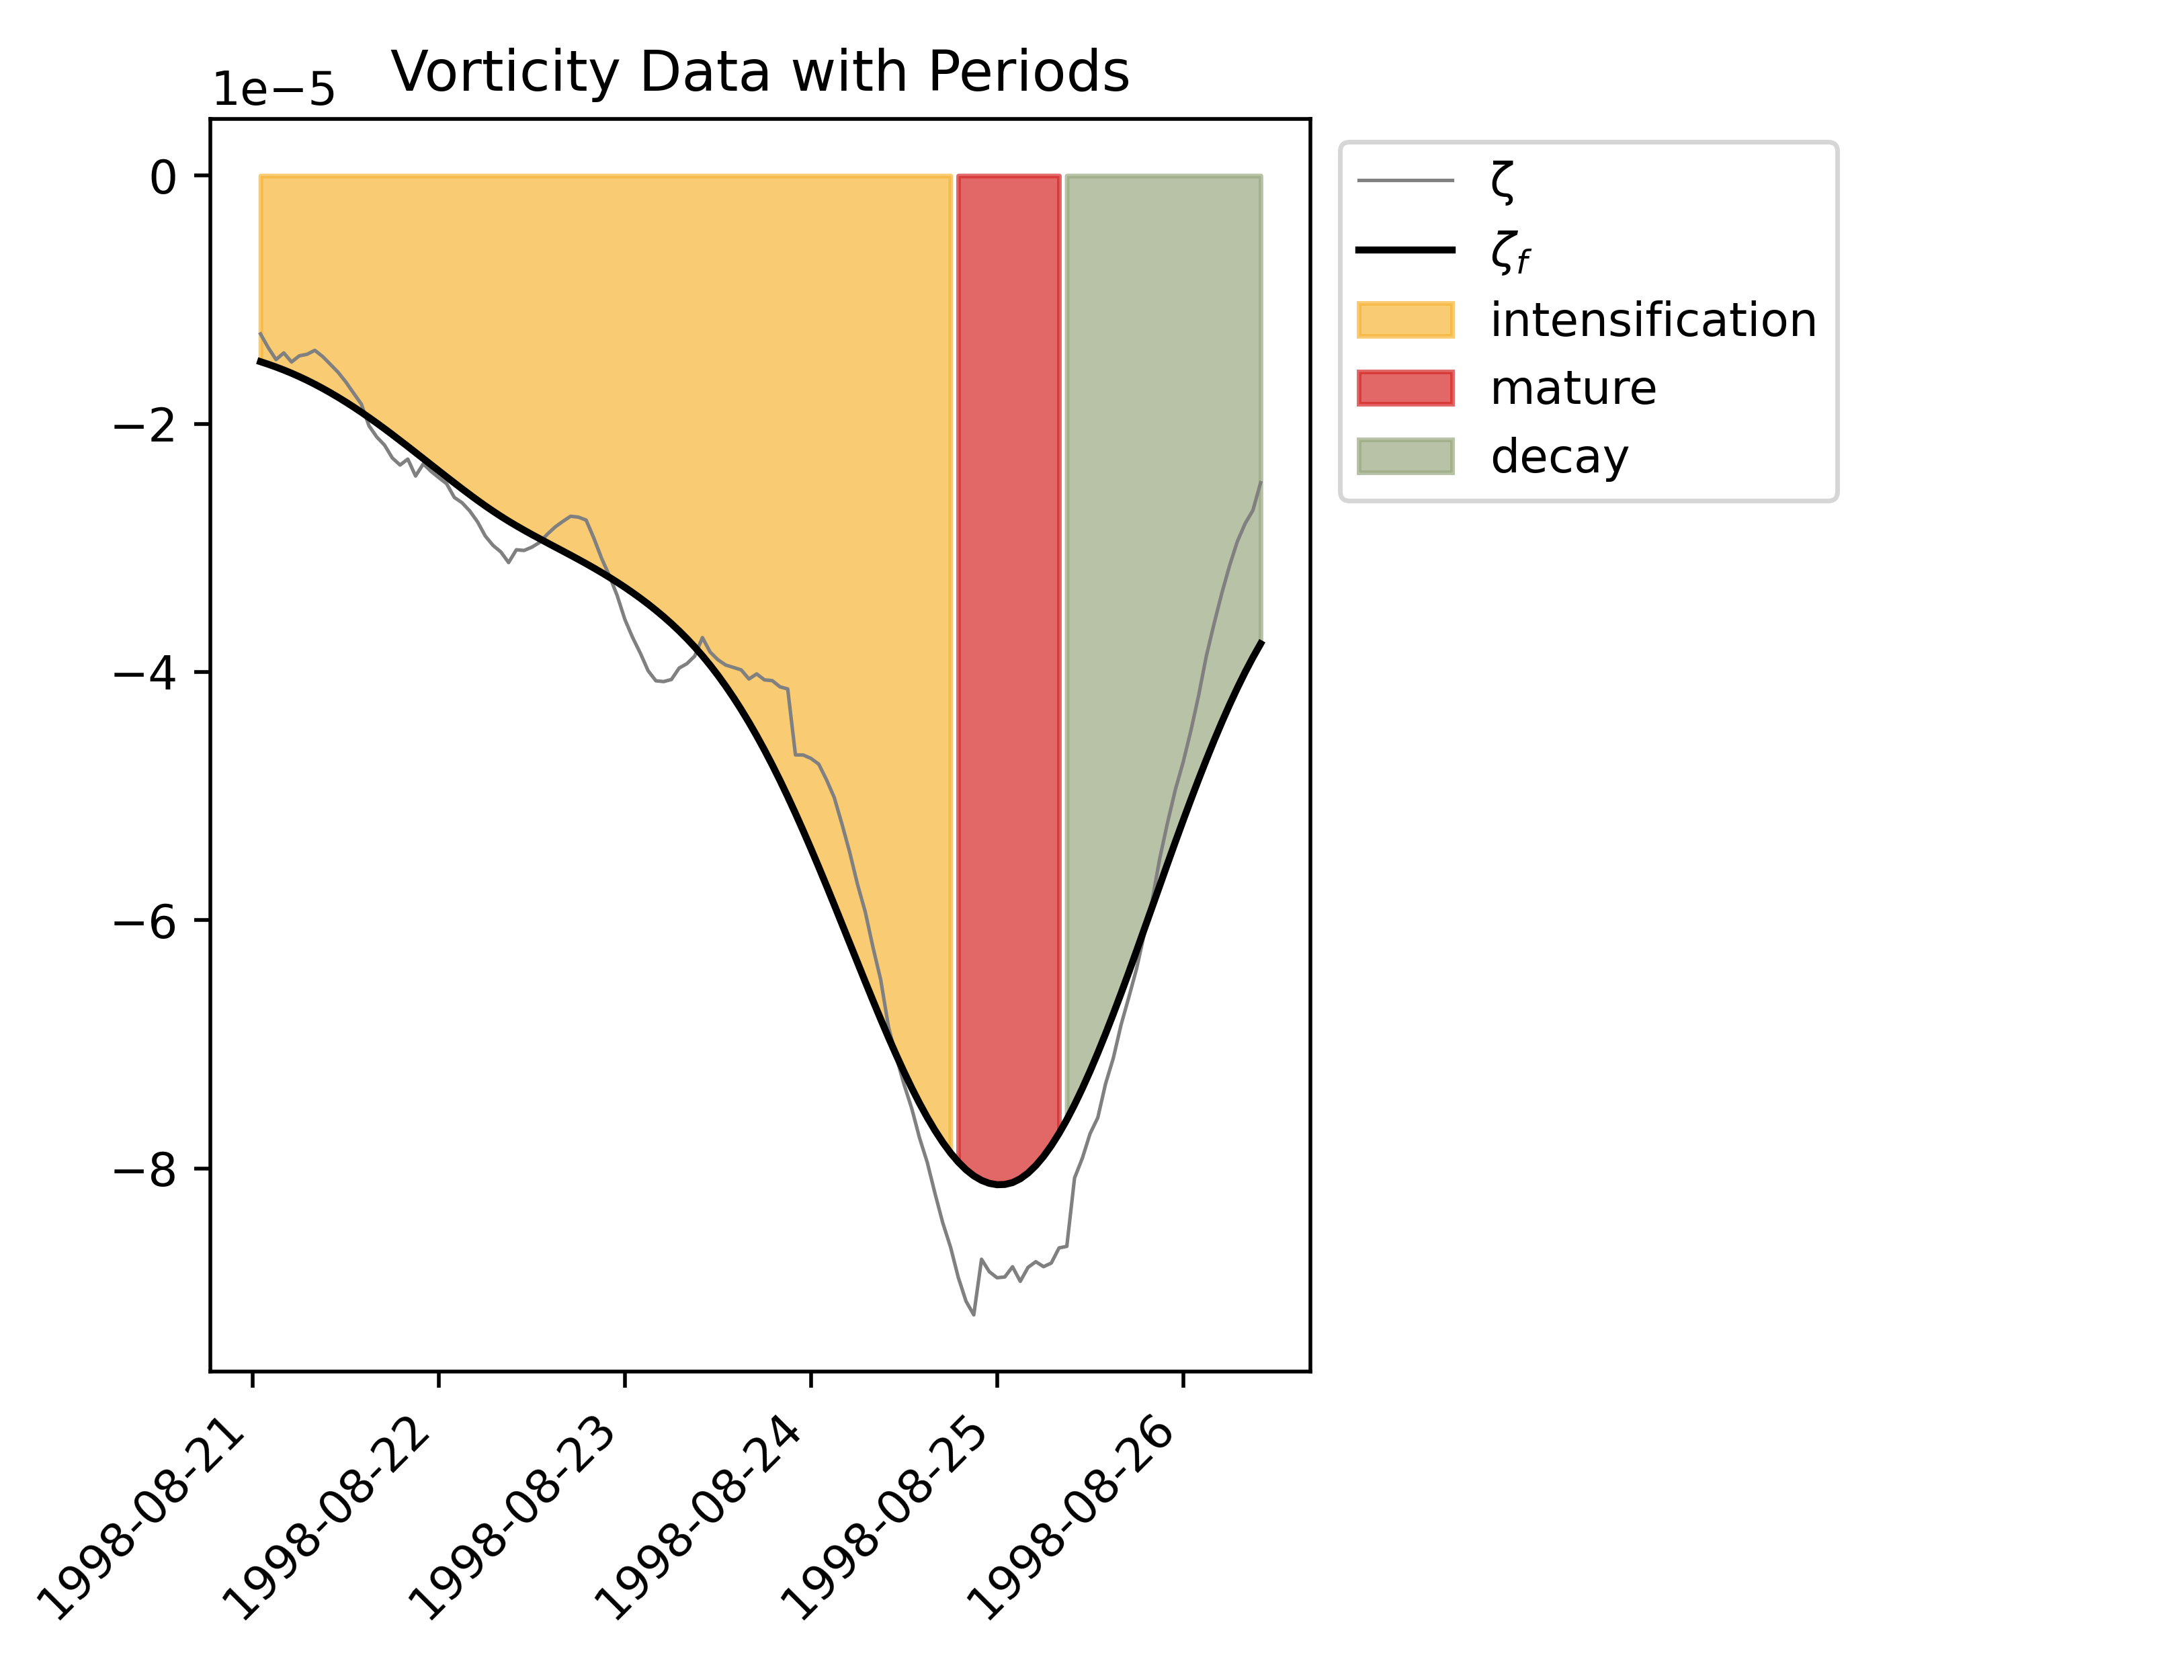 Vorticity Data with Periods
1e−5
0
−2
−4
−6
−8
1998-08-21
1998-08-22
1998-08-23
1998-08-24
1998-08-25
1998-08-26
ζ
ζf
intensification
mature
decay